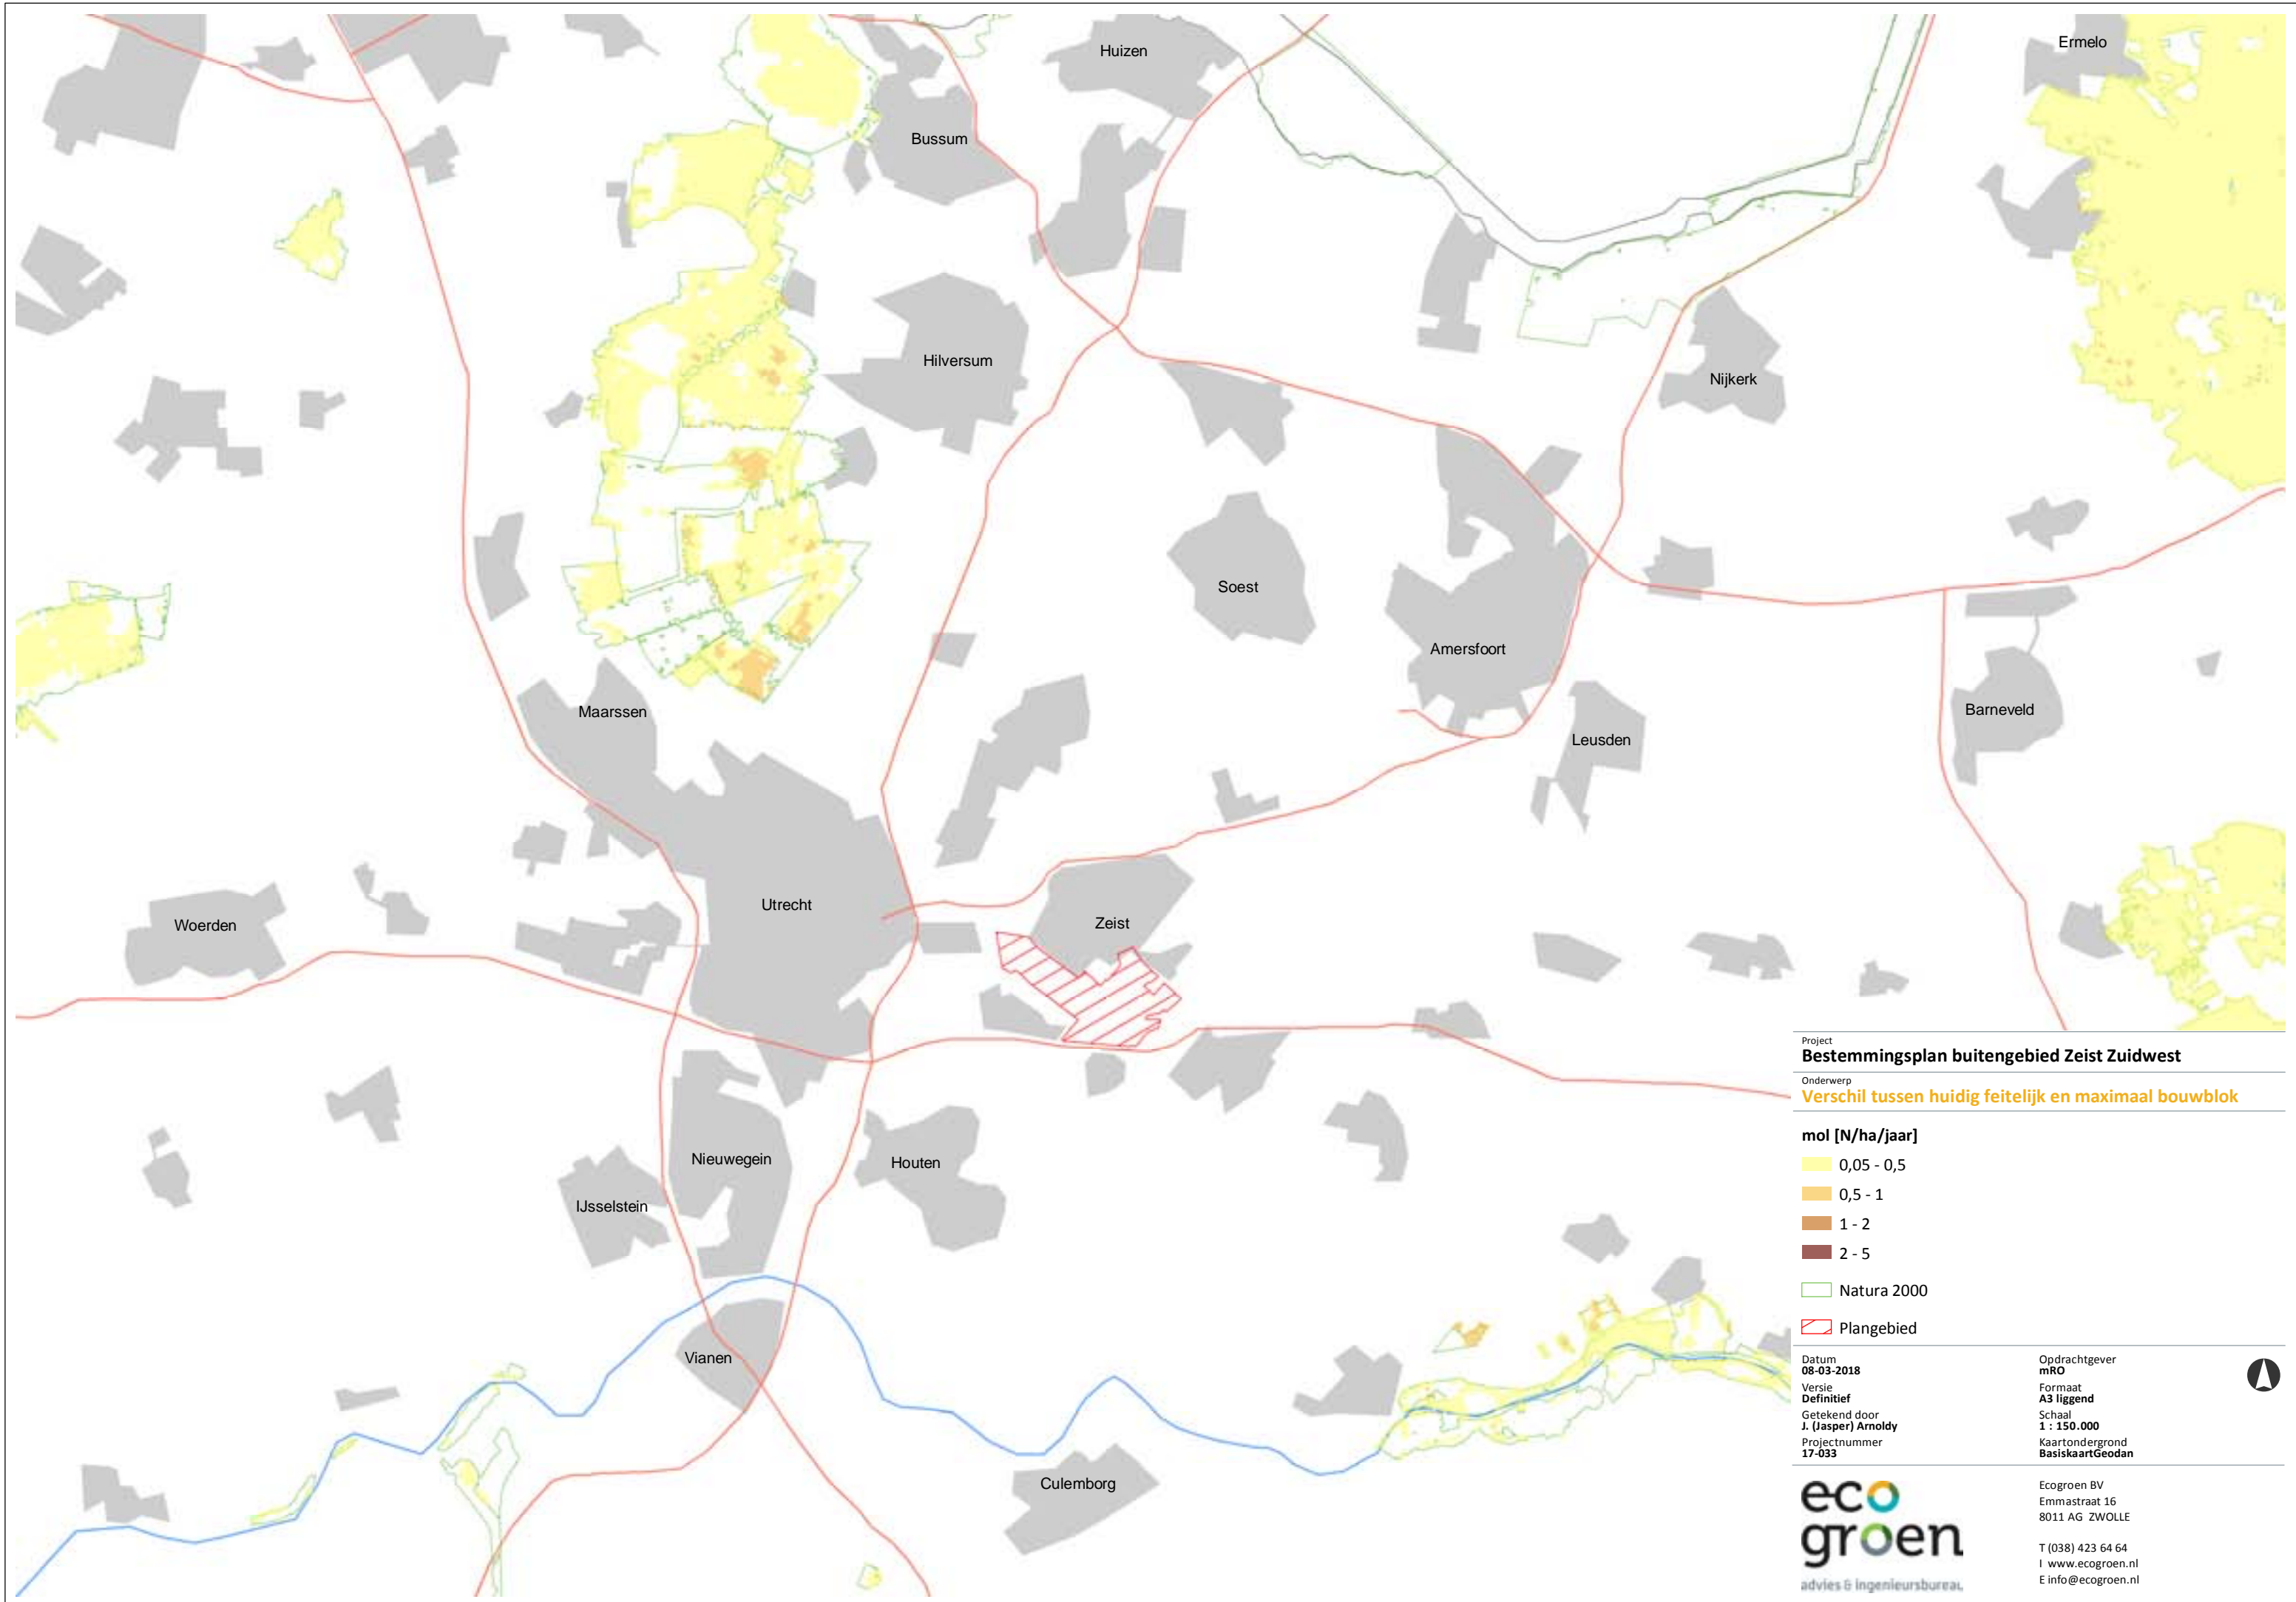 Huizen
Ermelo
Bussum
Hilversum
Nijkerk
Soest
Amersfoort
Maarssen
Barneveld
Leusden
Utrecht
Woerden
Zeist
Nieuwegein
Houten
IJsselstein
Vianen
Culemborg
Project
Bestemmingsplan buitengebied Zeist Zuidwest
Onderwerp
Verschil tussen huidig feitelijk en maximaal bouwblok
mol [N/ha/jaar]
0,05 - 0,5
0,5 - 1
1 - 2
2 - 5
Natura 2000
Plangebied
Datum
08-03-2018
Versie
Definitief
Getekend door
J. (Jasper) Arnoldy
Projectnummer
17-033
Opdrachtgever
mRO
Formaat
A3 liggend
Schaal
1 : 150.000
Kaartondergrond
BasiskaartGeodan
eco
groen
advies & ingenieursbureau
Ecogroen BV
Emmastraat 16
8011 AG ZWOLLE
T (038) 423 64 64
I www.ecogroen.nl
E info@ecogroen.nl